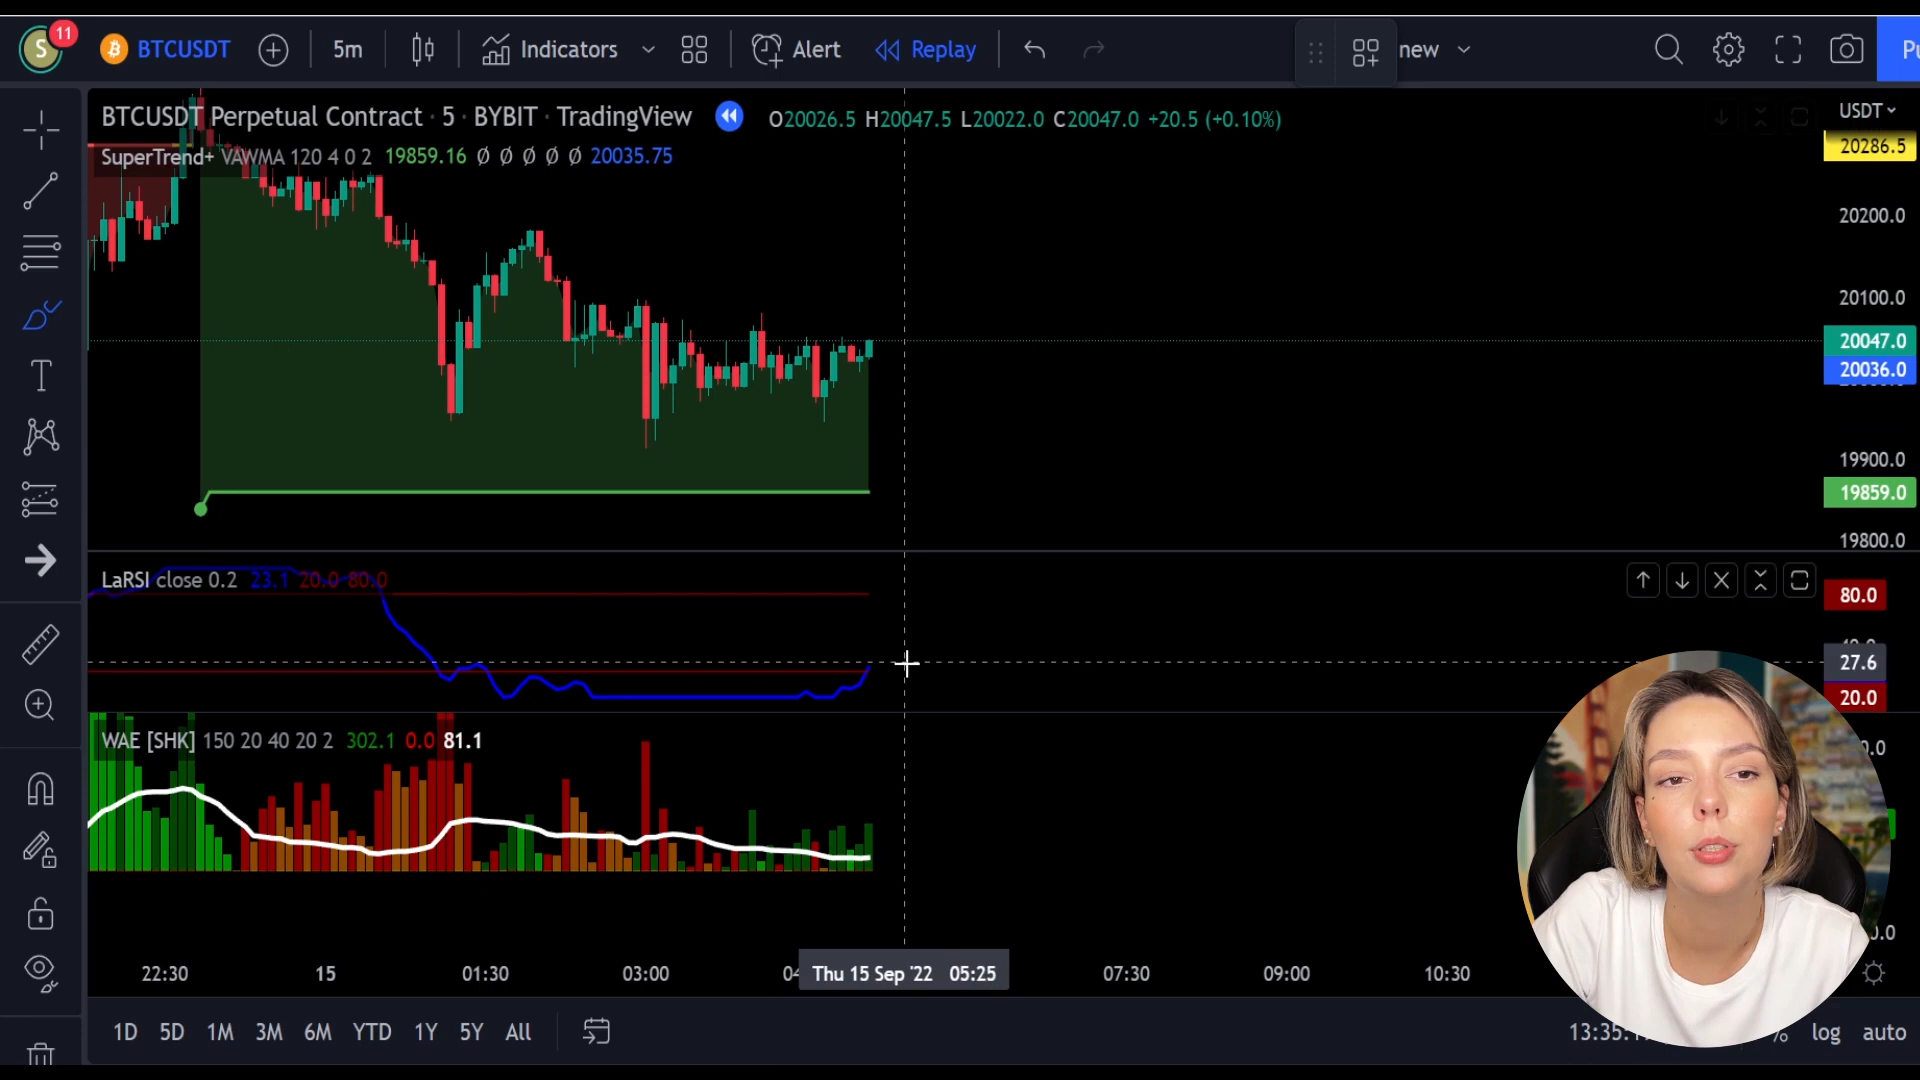 S 11 BTCUSDT 5m Indicators Alert Replay new Pu
BTCUSDT Perpetual Contract · 5 · BYBIT · TradingView O20026.5 H20047.5 L20022.0 C20047.0 +20.5 (+0.10%)
SuperTrend+ VAWMA 120 4 0 2 19859.16 Ø Ø Ø Ø Ø 20035.75
USDT
20286.5
20200.0
20100.0
20047.0
20036.0
19900.0
19859.0
19800.0
LaRSI close 0.2 23.1 20.0 80.0
80.0
27.6
20.0
WAE [SHK] 150 20 40 20 2 302.1 0.0 81.1
22:30 15 01:30 03:00 04 Thu 15 Sep '22 05:25 07:30 09:00 10:30
1D 5D 1M 3M 6M YTD 1Y 5Y All 13:35: % log auto